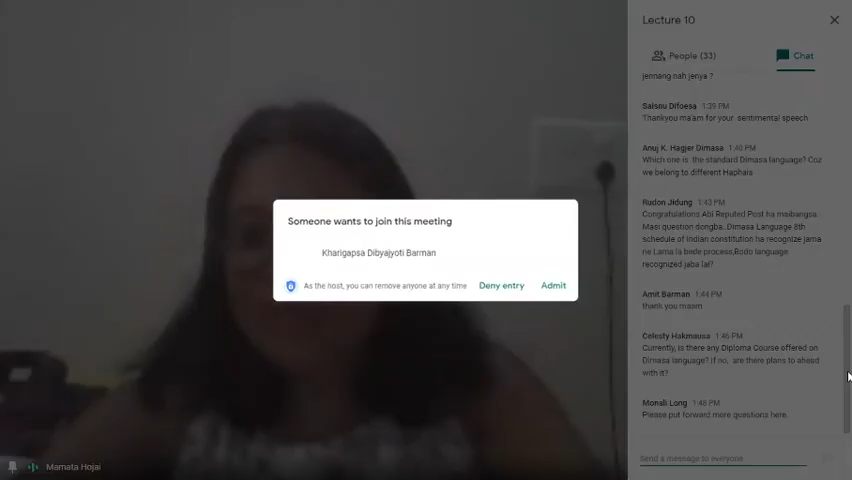 Lecture 10
People (33)
Chat
jennang nah jenya ?
Saisnu Difoesa 1:39 PM
Thankyou ma'am for your sentimental speech
Anuj K. Hagjer Dimasa 1:40 PM
Which one is the standard Dimasa language? Coz
we belong to different Haphais
Rudon Jidung 1:43 PM
Congratulations Abi Reputed Post ha maibangsa.
Masi question dongba..Dimasa Language 8th
schedule of Indian constitution ha recognize jama
ne Lama la bede process,Bodo language
recognized jaba lai?
Amit Barman 1:44 PM
thank you maam
Celesty Hakmausa 1:46 PM
Currently, is there any Diploma Course offered on
Dimasa language? If no, are there plans to ahead
with it?
Monali Long 1:48 PM
Please put forward more questions here.
Send a message to everyone
Someone wants to join this meeting
Kharigapsa Dibyajyoti Barman
As the host, you can remove anyone at any time
Deny entry
Admit
Mamata Hojai